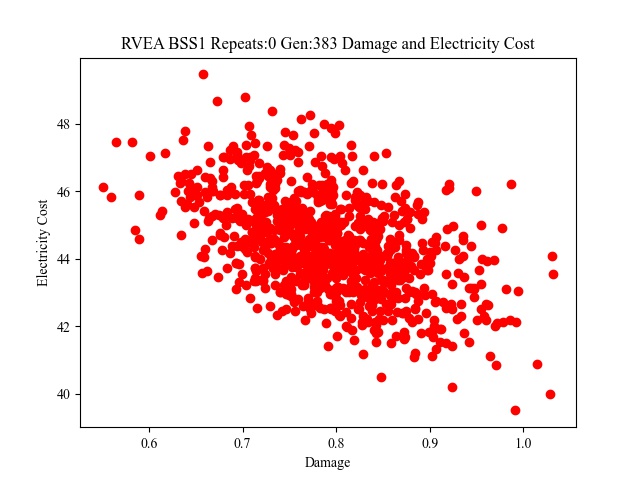 RVEA BSS1 Repeats:0 Gen:383 Damage and Electricity Cost
48
46
44
42
40
Electricity Cost
0.6 0.7 0.8 0.9 1.0
Damage